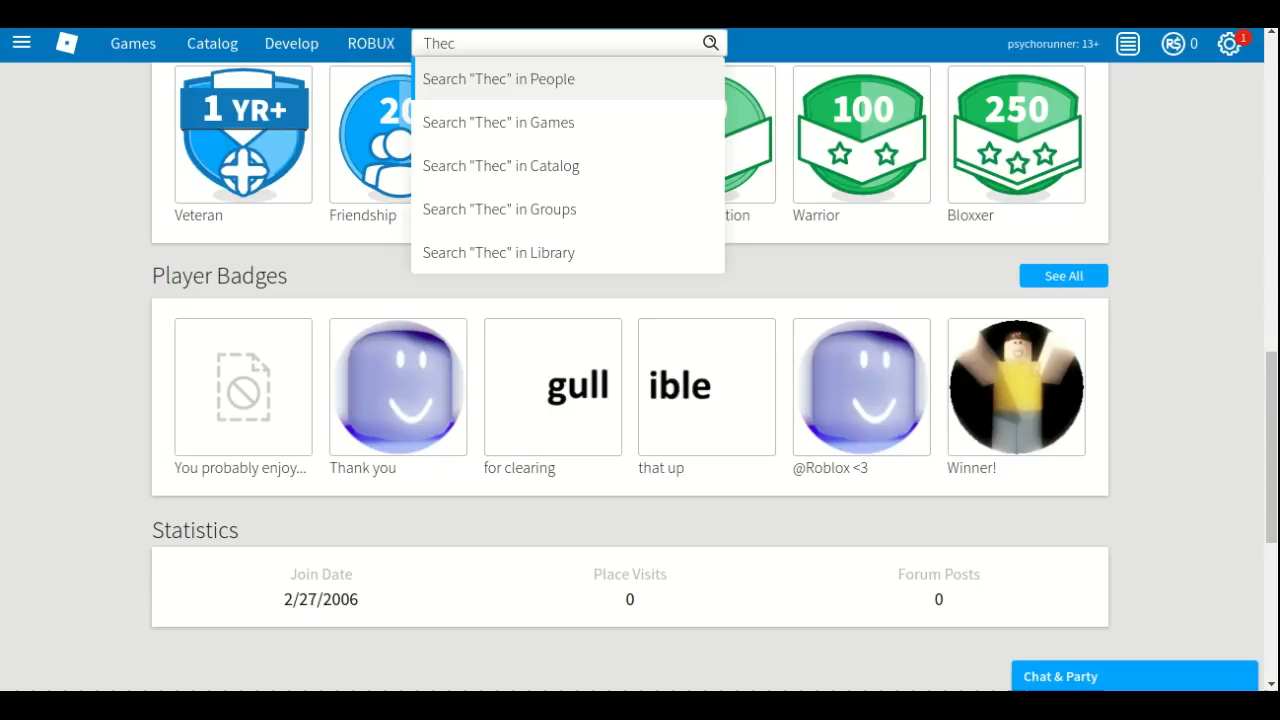 Games Catalog Develop ROBUX Thec psychorunner: 13+ R$ 0 1
Search "Thec" in People
Search "Thec" in Games
Search "Thec" in Catalog
Search "Thec" in Groups
Search "Thec" in Library
1 YR+ 20 100 250
Veteran Friendship tion Warrior Bloxxer
Player Badges See All
gull ible
You probably enjoy... Thank you for clearing that up @Roblox <3 Winner!
Statistics
Join Date Place Visits Forum Posts
2/27/2006 0 0
Chat & Party